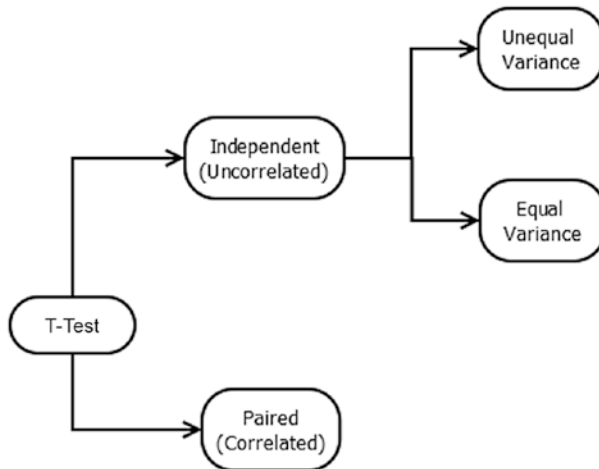 Unequal
Variance
Independent
(Uncorrelated)
Equal
Variance
T-Test
Paired
(Correlated)